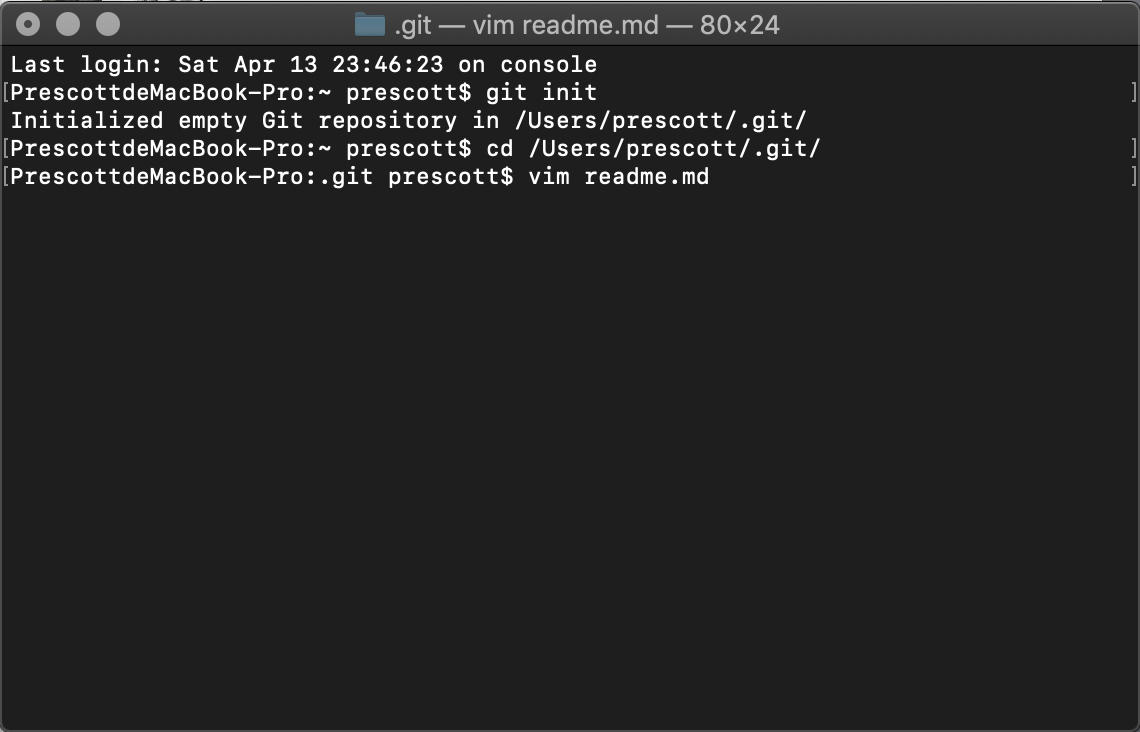 .git — vim readme.md — 80×24
Last login: Sat Apr 13 23:46:23 on console
[PrescottdeMacBook-Pro:~ prescott$ git init ]
Initialized empty Git repository in /Users/prescott/.git/
[PrescottdeMacBook-Pro:~ prescott$ cd /Users/prescott/.git/ ]
[PrescottdeMacBook-Pro:.git prescott$ vim readme.md ]